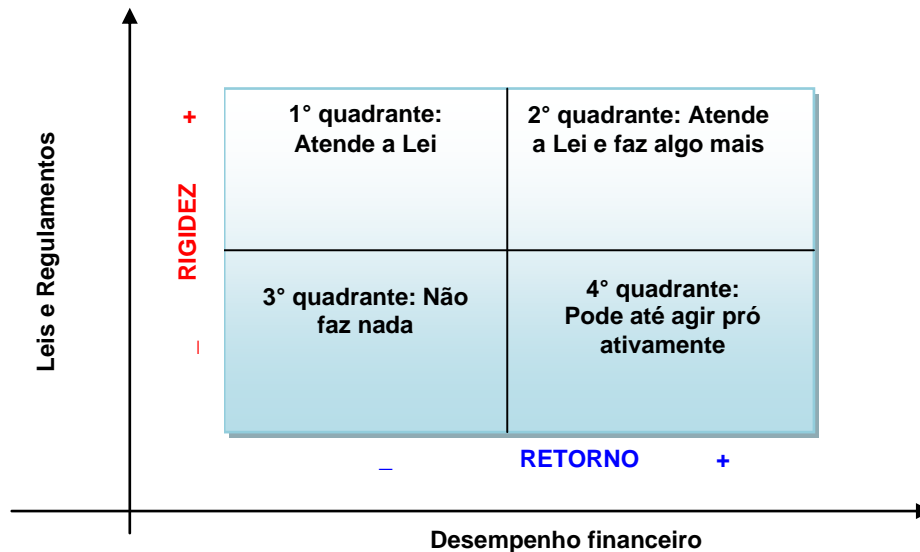 Leis e Regulamentos
RIGIDEZ
+
_
1° quadrante:
Atende a Lei
2° quadrante: Atende
a Lei e faz algo mais
3° quadrante: Não
faz nada
4° quadrante:
Pode até agir pró
ativamente
_ RETORNO +
Desempenho financeiro